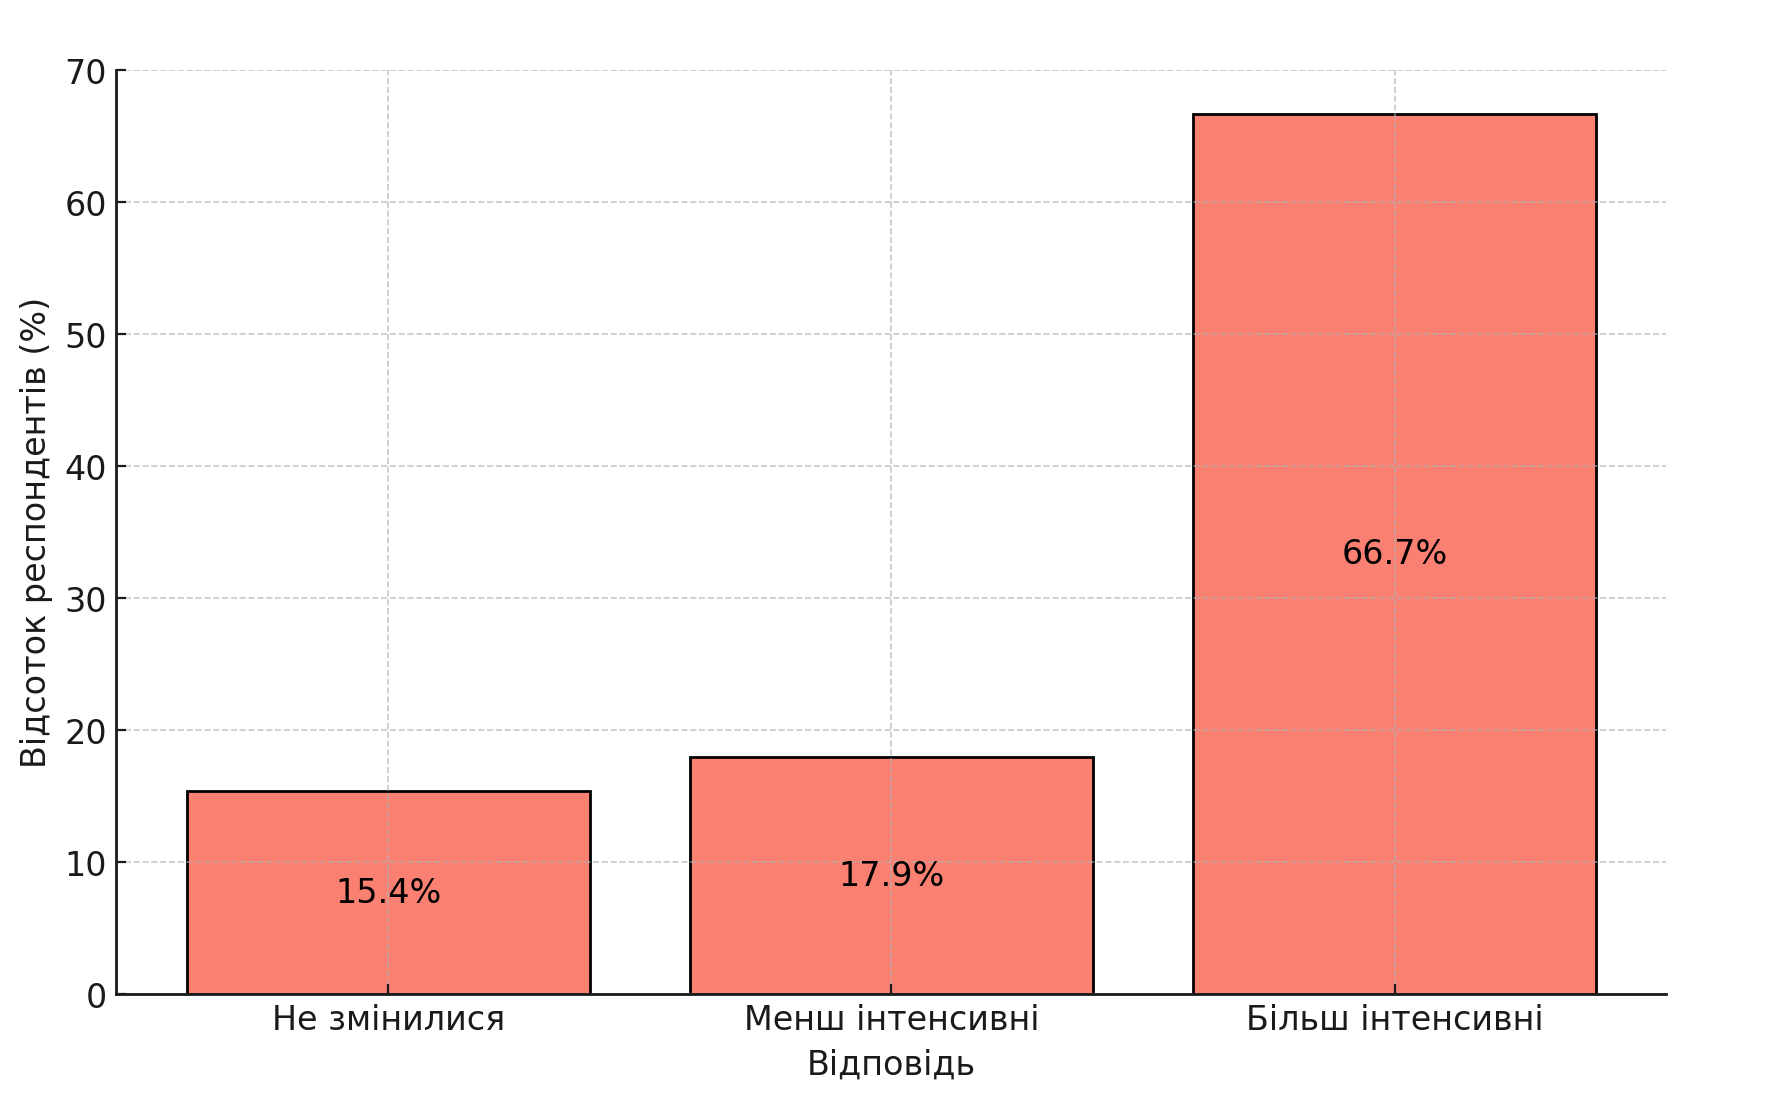 70
60
50
40
30
20
10
0
Відсоток респондентів (%)
15.4%
17.9%
66.7%
Не змінилися
Менш інтенсивні
Більш інтенсивні
Відповідь